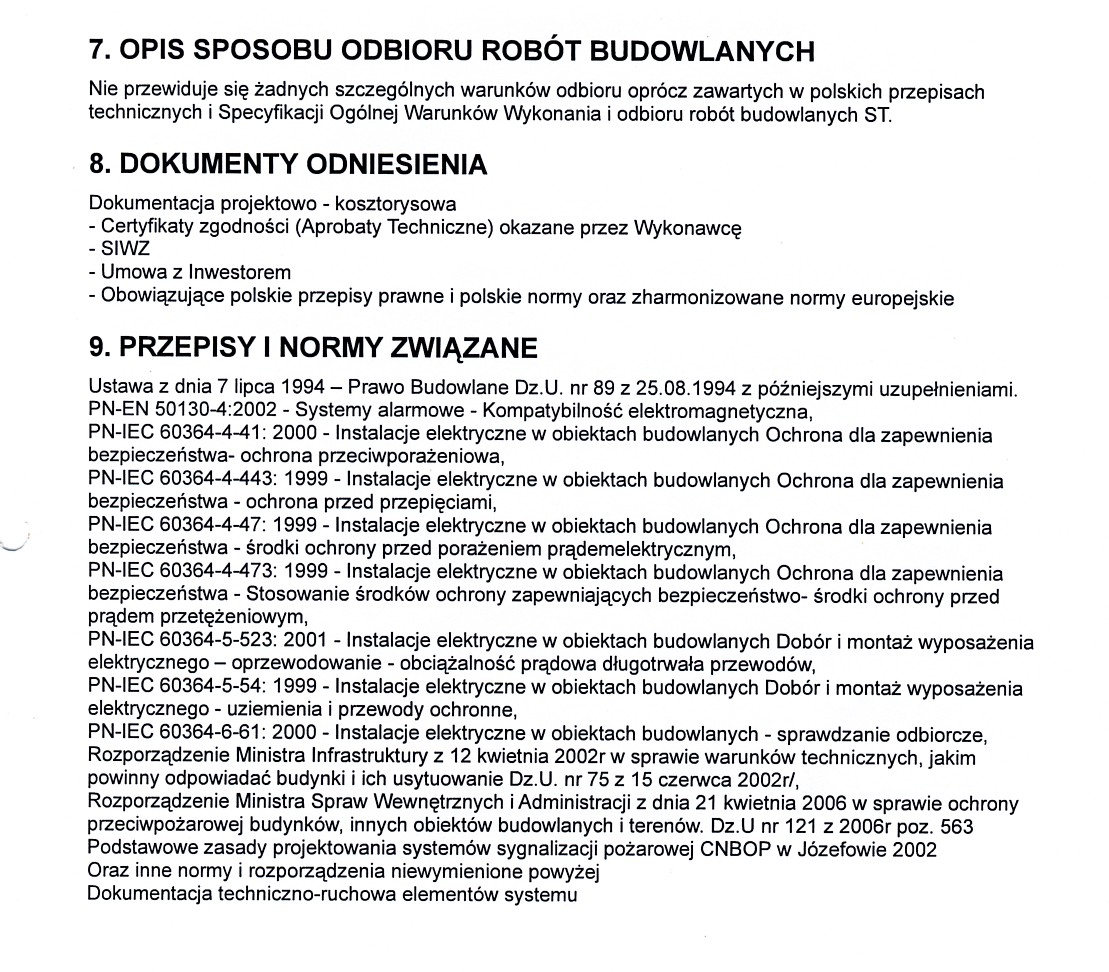 7. OPIS SPOSOBU ODBIORU ROBÓT BUDOWLANYCH
Nie przewiduje się żadnych szczególnych warunków odbioru oprócz zawartych w polskich przepisach
technicznych i Specyfikacji Ogólnej Warunków Wykonania i odbioru robót budowlanych ST.
8. DOKUMENTY ODNIESIENIA
Dokumentacja projektowo - kosztorysowa
- Certyfikaty zgodności (Aprobaty Techniczne) okazane przez Wykonawcę
- SIWZ
- Umowa z Inwestorem
- Obowiązujące polskie przepisy prawne i polskie normy oraz zharmonizowane normy europejskie
9. PRZEPISY I NORMY ZWIĄZANE
Ustawa z dnia 7 lipca 1994 – Prawo Budowlane Dz.U. nr 89 z 25.08.1994 z późniejszymi uzupełnieniami.
PN-EN 50130-4:2002 - Systemy alarmowe - Kompatybilność elektromagnetyczna,
PN-IEC 60364-4-41: 2000 - Instalacje elektryczne w obiektach budowlanych Ochrona dla zapewnienia
bezpieczeństwa- ochrona przeciwporażeniowa,
PN-IEC 60364-4-443: 1999 - Instalacje elektryczne w obiektach budowlanych Ochrona dla zapewnienia
bezpieczeństwa - ochrona przed przepięciami,
PN-IEC 60364-4-47: 1999 - Instalacje elektryczne w obiektach budowlanych Ochrona dla zapewnienia
bezpieczeństwa - środki ochrony przed porażeniem prądemelektrycznym,
PN-IEC 60364-4-473: 1999 - Instalacje elektryczne w obiektach budowlanych Ochrona dla zapewnienia
bezpieczeństwa - Stosowanie środków ochrony zapewniających bezpieczeństwo- środki ochrony przed
prądem przetężeniowym,
PN-IEC 60364-5-523: 2001 - Instalacje elektryczne w obiektach budowlanych Dobór i montaż wyposażenia
elektrycznego – oprzewodowanie - obciążalność prądowa długotrwała przewodów,
PN-IEC 60364-5-54: 1999 - Instalacje elektryczne w obiektach budowlanych Dobór i montaż wyposażenia
elektrycznego - uziemienia i przewody ochronne,
PN-IEC 60364-6-61: 2000 - Instalacje elektryczne w obiektach budowlanych - sprawdzanie odbiorcze,
Rozporządzenie Ministra Infrastruktury z 12 kwietnia 2002r w sprawie warunków technicznych, jakim
powinny odpowiadać budynki i ich usytuowanie Dz.U. nr 75 z 15 czerwca 2002r/,
Rozporządzenie Ministra Spraw Wewnętrznych i Administracji z dnia 21 kwietnia 2006 w sprawie ochrony
przeciwpożarowej budynków, innych obiektów budowlanych i terenów. Dz.U nr 121 z 2006r poz. 563
Podstawowe zasady projektowania systemów sygnalizacji pożarowej CNBOP w Józefowie 2002
Oraz inne normy i rozporządzenia niewymienione powyżej
Dokumentacja techniczno-ruchowa elementów systemu